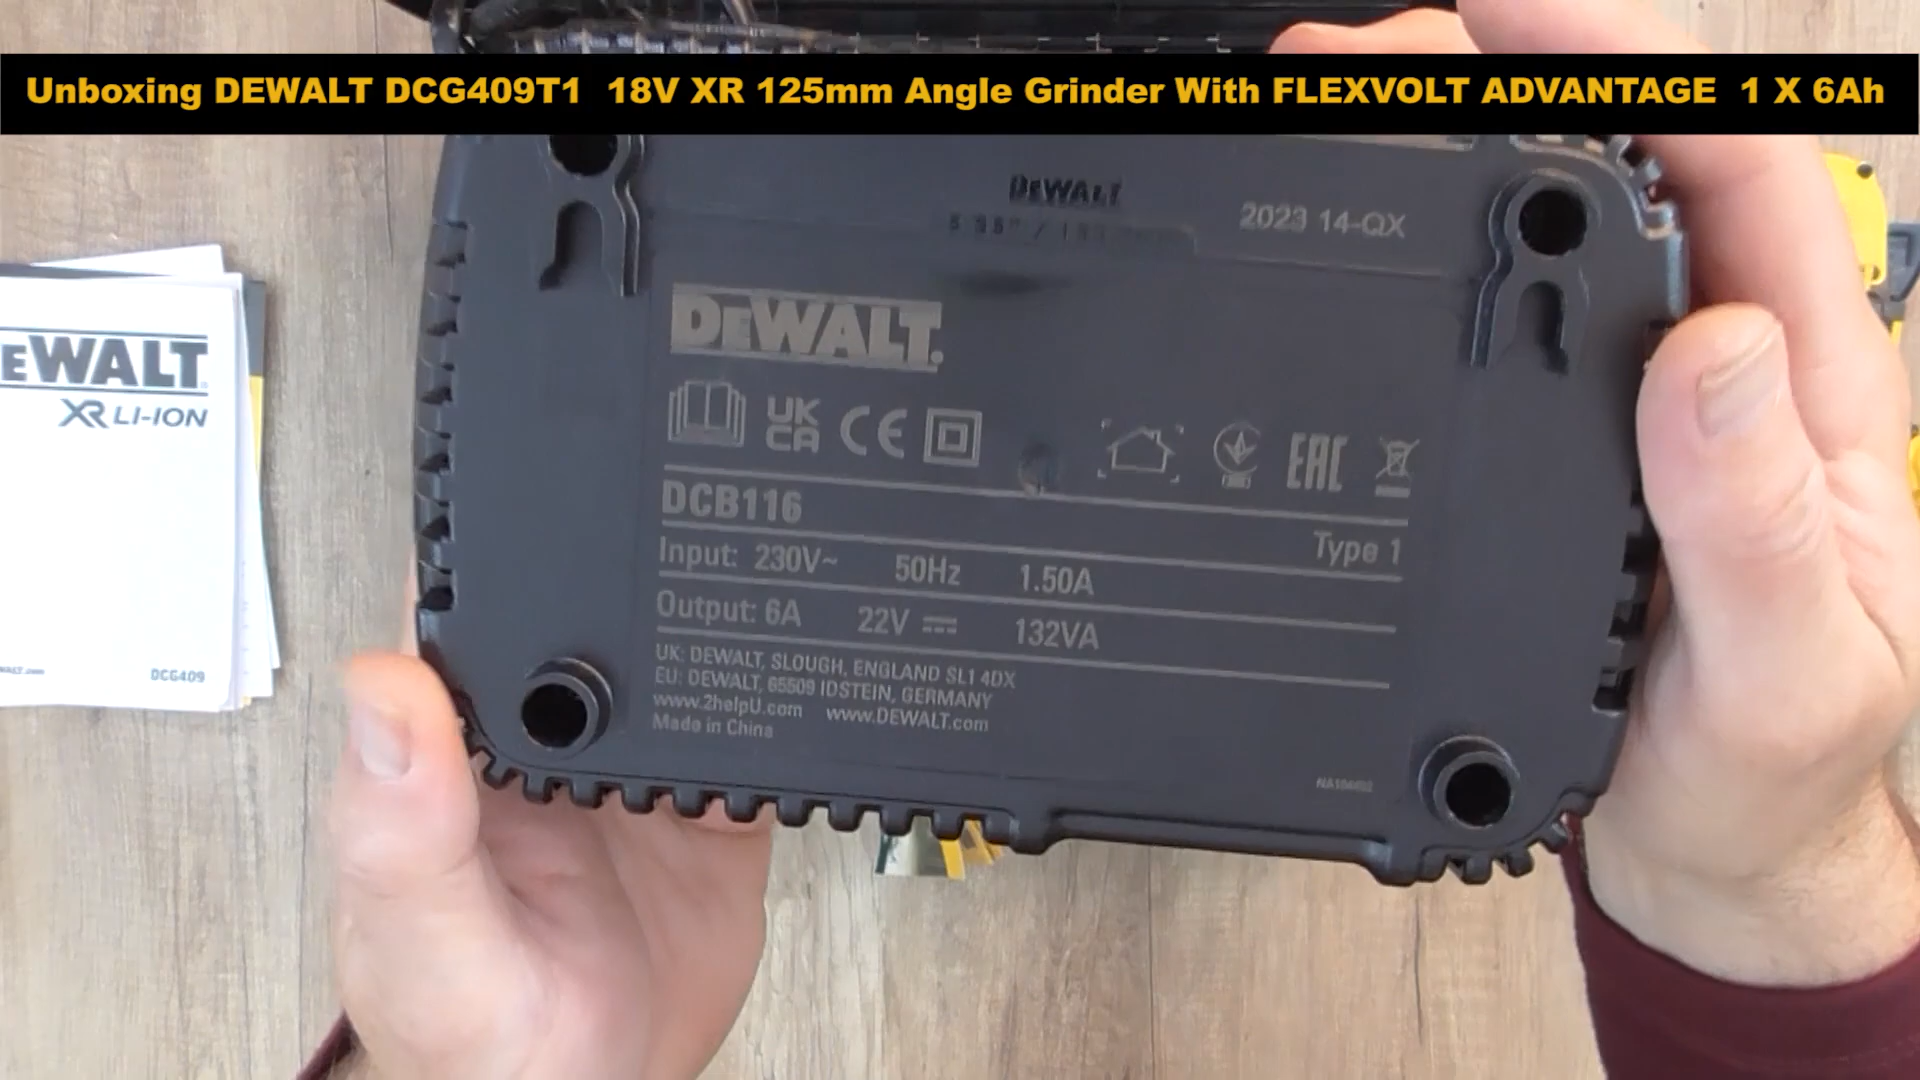 Unboxing DEWALT DCG409T1 18V XR 125mm Angle Grinder With FLEXVOLT ADVANTAGE 1 X 6Ah
DEWALT
2023 14-QX
DEWALT.
UK
CA CE EAC
DCB116
Type 1
Input: 230V~ 50Hz 1.50A
Output: 6A 22V ⎓ 132VA
UK: DEWALT, SLOUGH, ENGLAND SL1 4DX
EU: DEWALT, 65509 IDSTEIN, GERMANY
www.2helpU.com www.DEWALT.com
Made in China
EWALT
XR LI-ION
DCG409